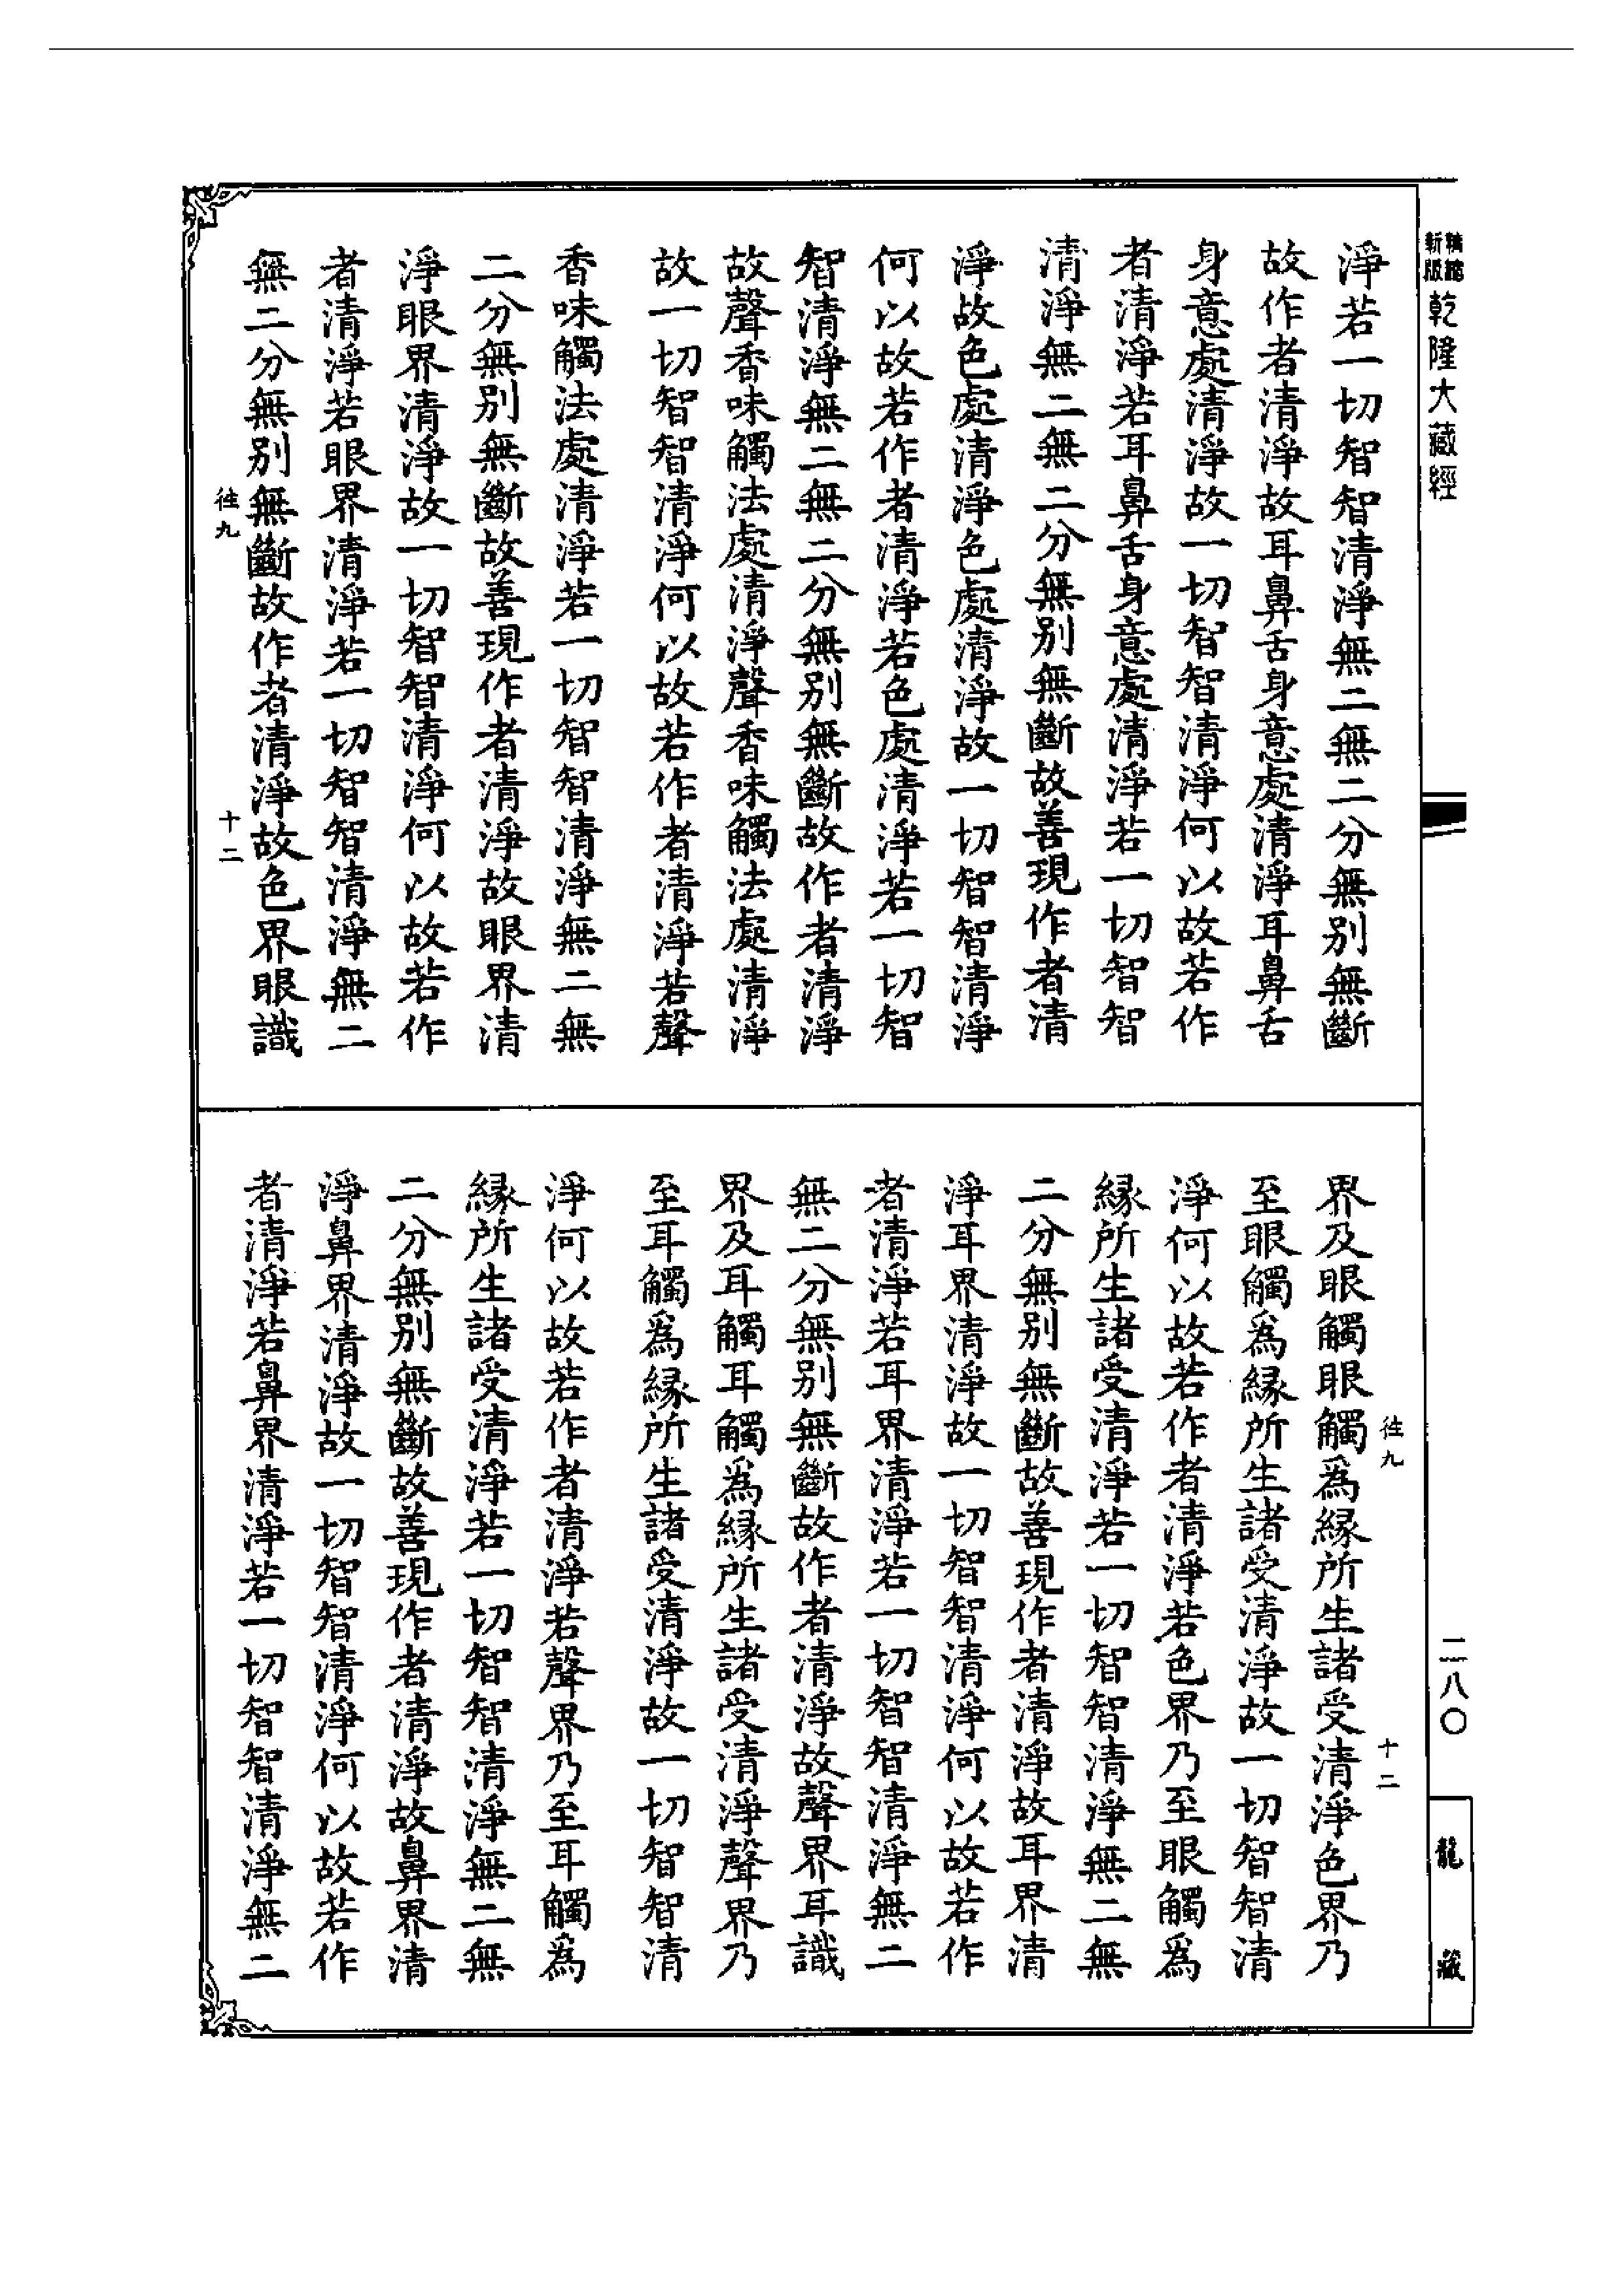 精縮新版乾隆大藏經
淨若一切智智清淨無二無二分無别無斷
故作者清淨故耳鼻舌身意處清淨耳鼻舌
身意處清淨故一切智智清淨何以故若作
者清淨若耳鼻舌身意處清淨若一切智智
清淨無二無二分無别無斷故善現作者清
淨故色處清淨色處清淨故一切智智清淨
何以故若作者清淨若色處清淨若一切智
智清淨無二無二分無别無斷故作者清淨
故聲香味觸法處清淨聲香味觸法處清淨
故一切智智清淨何以故若作者清淨若聲
香味觸法處清淨若一切智智清淨無二無
二分無别無斷故善現作者清淨故眼界清
淨眼界清淨故一切智智清淨何以故若作
者清淨若眼界清淨若一切智智清淨無二
無二分無别無斷故作者清淨故色界眼識
徃九 十二
二八〇
龍藏
徃九 十二
界及眼觸眼觸爲緣所生諸受清淨色界乃
至眼觸爲緣所生諸受清淨故一切智智清
淨何以故若作者清淨若色界乃至眼觸爲
緣所生諸受清淨若一切智智清淨無二無
二分無别無斷故善現作者清淨故耳界清
淨耳界清淨故一切智智清淨何以故若作
者清淨若耳界清淨若一切智智清淨無二
無二分無别無斷故作者清淨故聲界耳識
界及耳觸耳觸爲緣所生諸受清淨聲界乃
至耳觸爲緣所生諸受清淨故一切智智清
淨何以故若作者清淨若聲界乃至耳觸爲
緣所生諸受清淨若一切智智清淨無二無
二分無别無斷故善現作者清淨故鼻界清
淨鼻界清淨故一切智智清淨何以故若作
者清淨若鼻界清淨若一切智智清淨無二